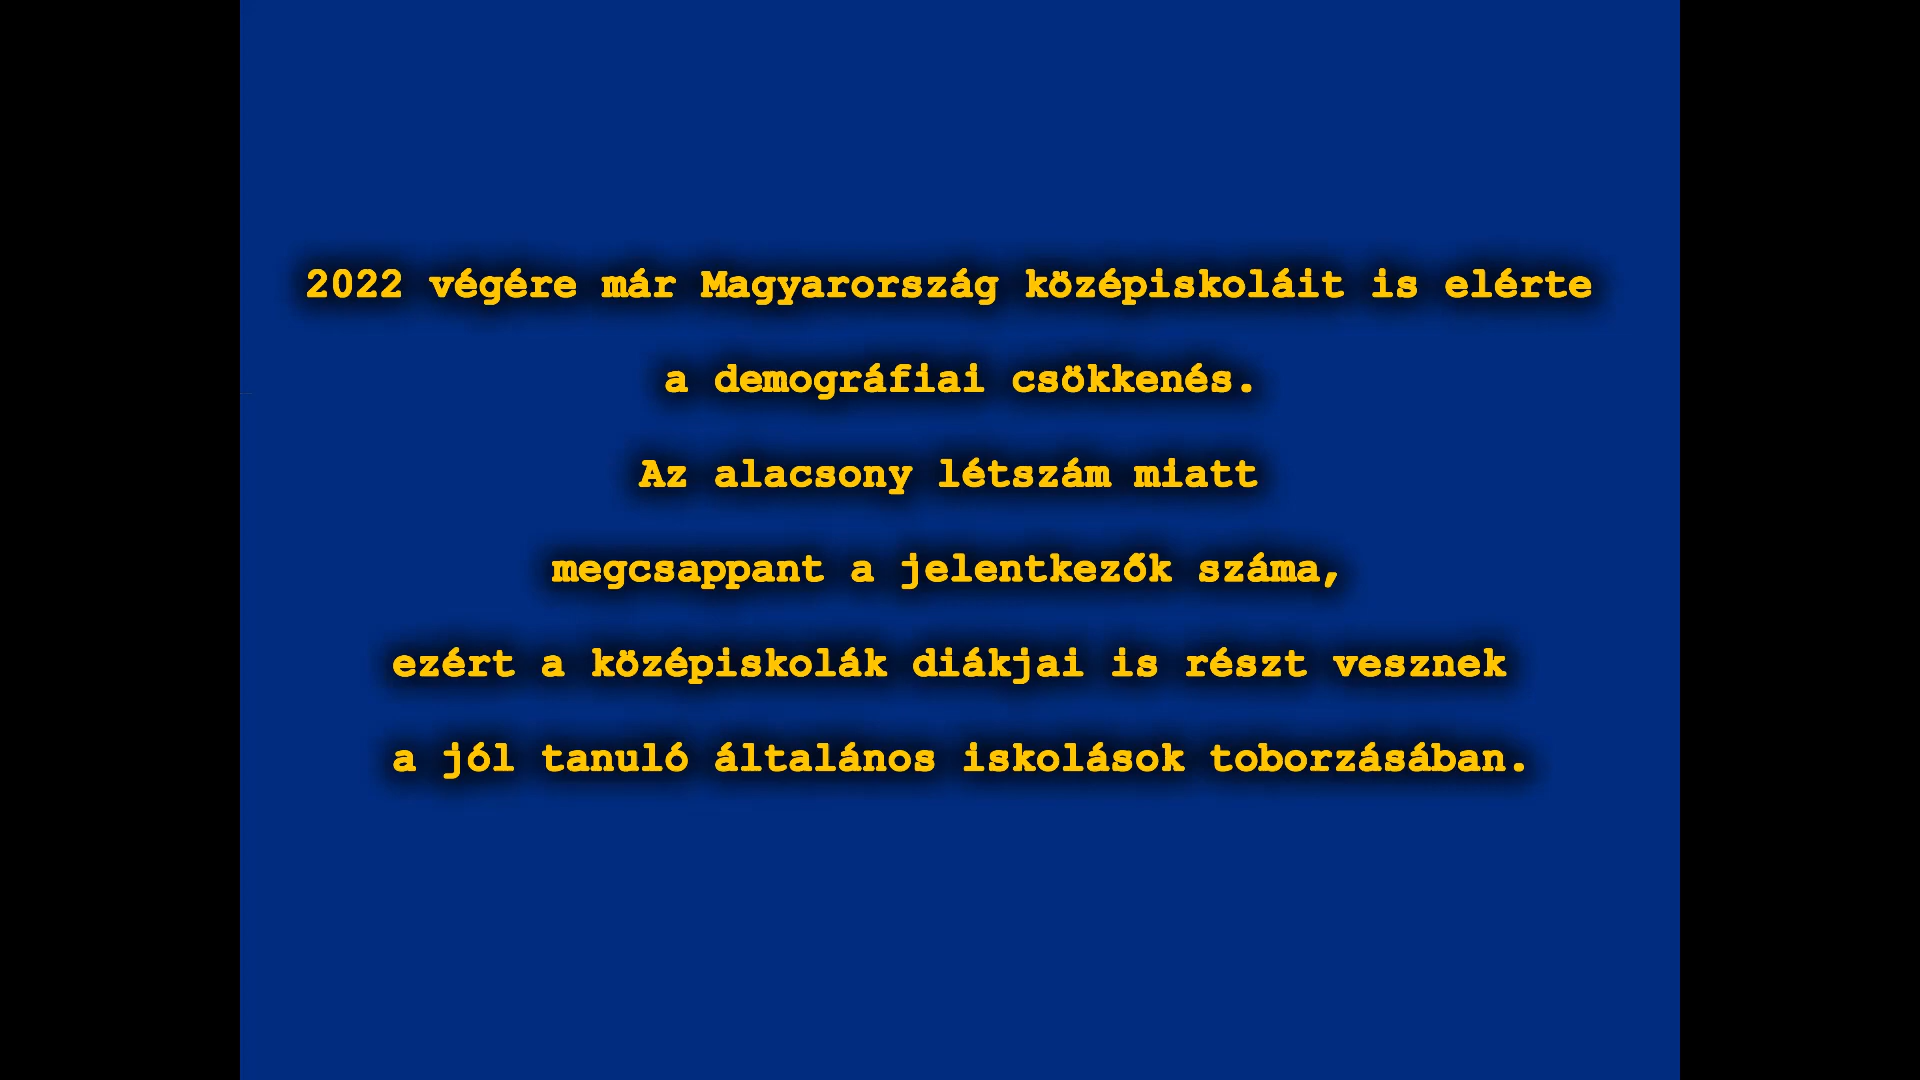 2022 végére már Magyarország középiskoláit is elérte
a demográfiai csökkenés.
Az alacsony létszám miatt
megcsappant a jelentkezők száma,
ezért a középiskolák diákjai is részt vesznek
a jól tanuló általános iskolások toborzásában.